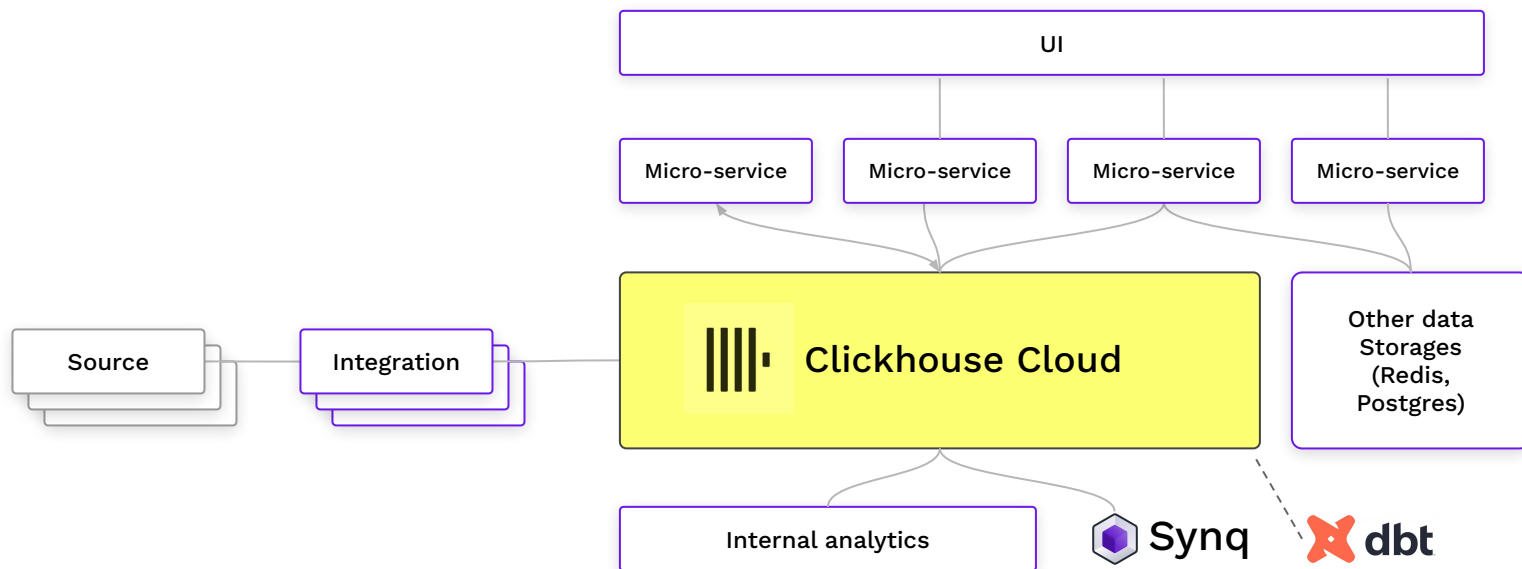 UI
Micro-service
Micro-service
Micro-service
Micro-service
Source
Integration
Clickhouse Cloud
Other data
Storages
(Redis,
Postgres)
Internal analytics
Synq
dbt